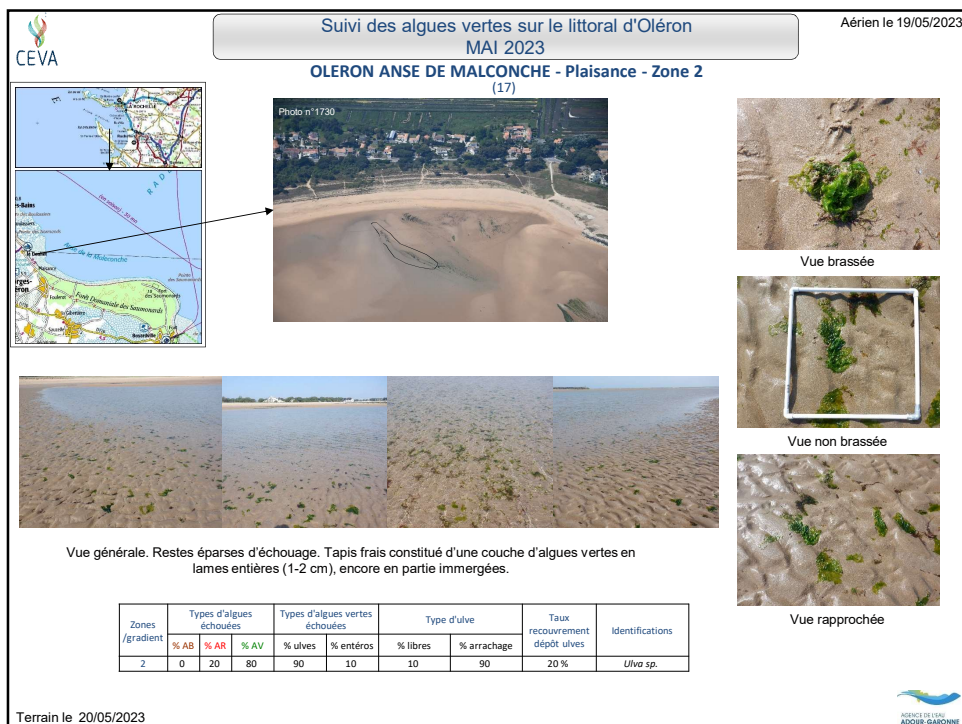 CEVA
Suivi des algues vertes sur le littoral d'Oléron
MAI 2023
Aérien le 19/05/2023
OLERON ANSE DE MALCONCHE - Plaisance - Zone 2
(17)
Photo n°1730
Vue brassée
Vue non brassée
Vue rapprochée
Vue générale. Restes éparses d'échouage. Tapis frais constitué d'une couche d'algues vertes en
lames entières (1-2 cm), encore en partie immergées.
Zones /gradient Types d'algues échouées Types d'algues vertes échouées Type d'ulve Taux recouvrement dépôt ulves Identifications
% AB % AR % AV % ulves % entéros % libres % arrachage
2 0 20 80 90 10 10 90 20 % Ulva sp.
Terrain le 20/05/2023
AGENCE DE L'EAU
ADOUR-GARONNE